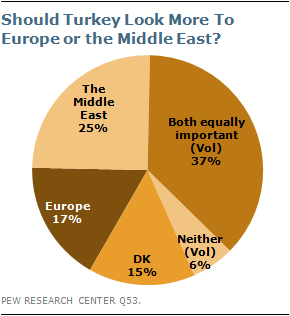 Should Turkey Look More To
Europe or the Middle East?
The
Middle
East
25%
Both equally
important
(Vol)
37%
Europe
17%
DK
15%
Neither
(Vol)
6%
PEW RESEARCH CENTER Q53.